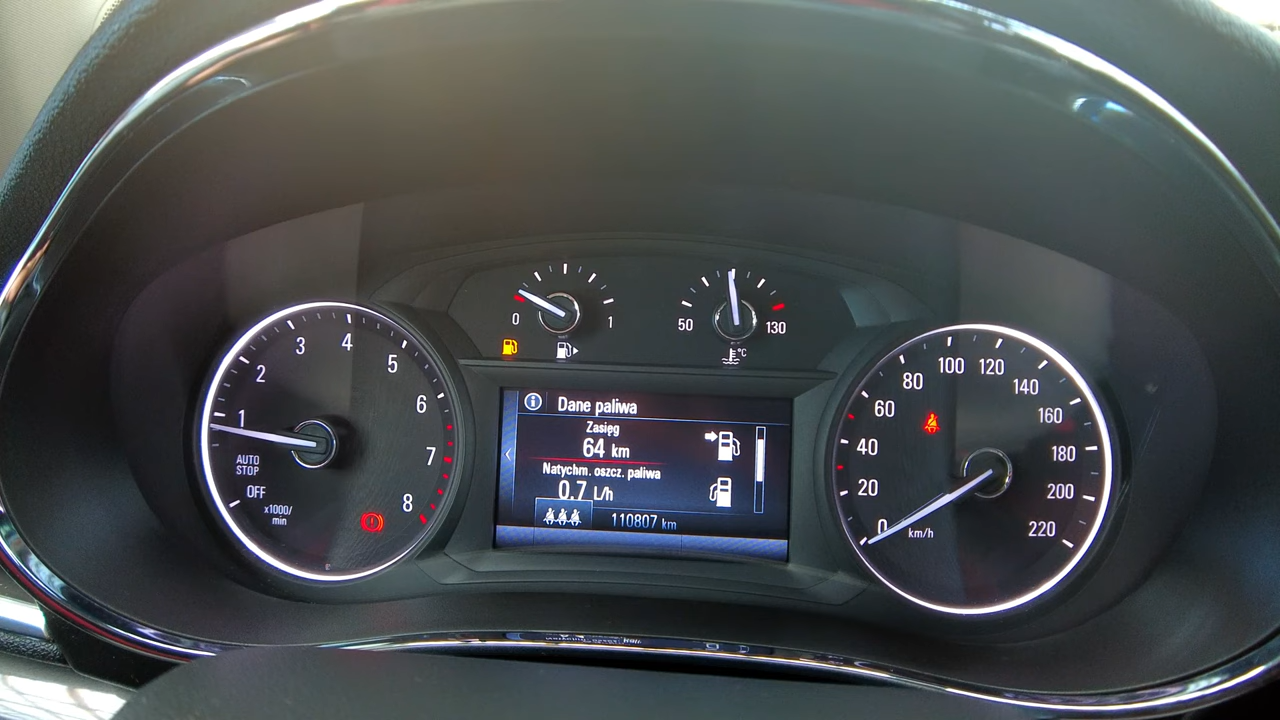 1
2
3
4
5
6
7
8
AUTO
STOP
OFF
x1000/
min
0
1
50
130
°C
Dane paliwa
Zasięg
64 km
Natychm. oszcz. paliwa
0.7 L/h
110807 km
0
20
40
60
80
100
120
140
160
180
200
220
km/h